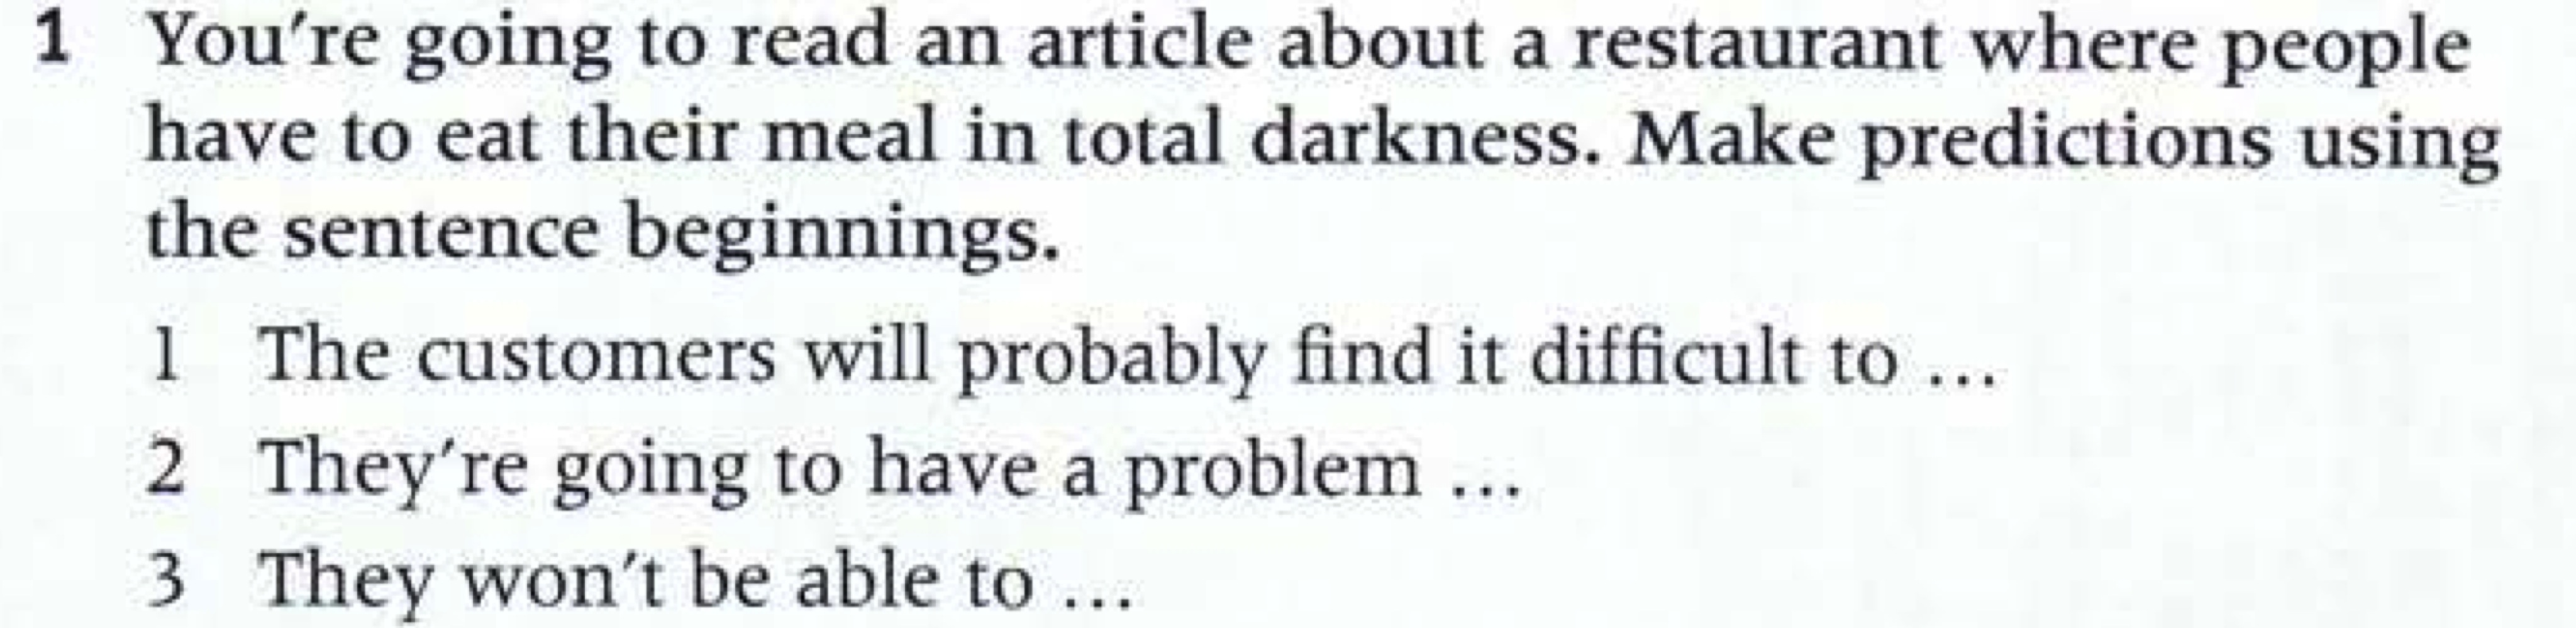 1 You're going to read an article about a restaurant where people
have to eat their meal in total darkness. Make predictions using
the sentence beginnings.
1 The customers will probably find it difficult to ...
2 They're going to have a problem ...
3 They won't be able to ...